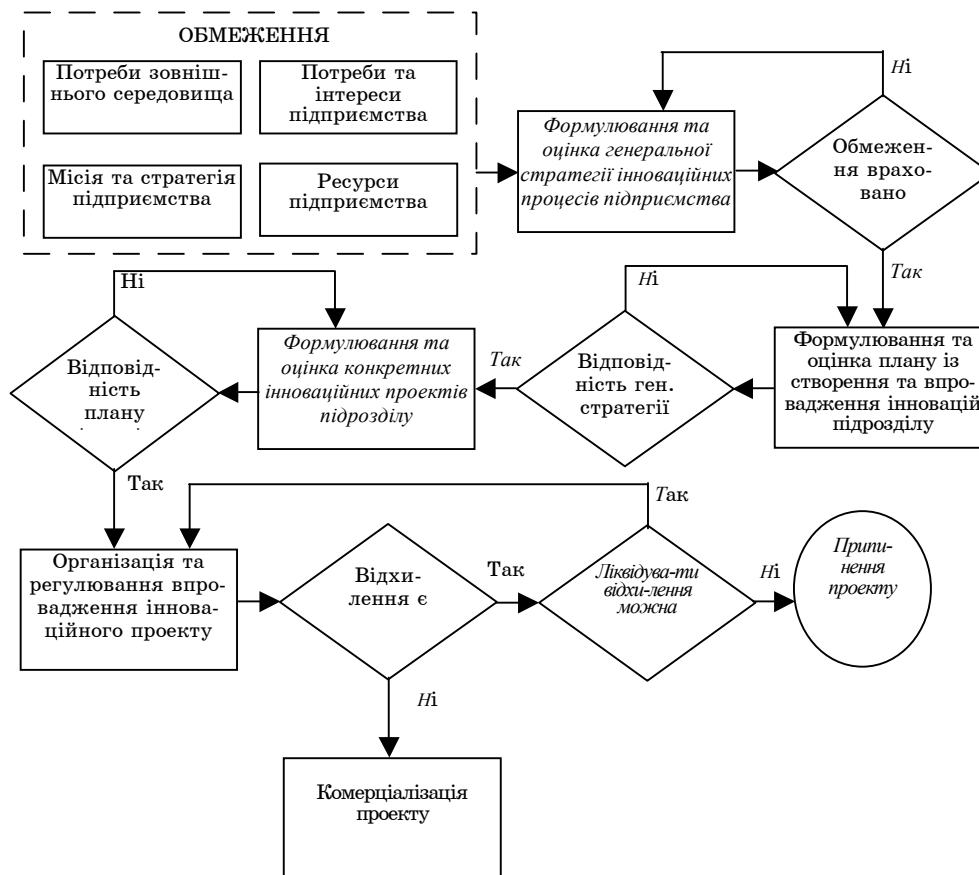 ОБМЕЖЕННЯ
Потреби зовніш-
нього середовища
Потреби та
інтереси
підприємства
Місія та стратегія
підприємства
Ресурси
підприємства
Формулювання та
оцінка генеральної
стратегії інноваційних
процесів підприємства
Ні
Обмежен-
ня врахо-
вано
Так
Формулювання та
оцінка плану із
створення та впро-
вадження інновацій
підрозділу
Ні
Відповід-
ність ген.
стратегії
Так
Формулювання та
оцінка конкретних
інноваційних проектів
підрозділу
Ні
Відповід-
ність
плану
Так
Організація та
регулювання впро-
вадження іннова-
ційного проекту
Відхи-
лення є
Так
Ліквідува-ти
відхи-лення
можна
Так
Ні
Припи-
нення
проекту
Ні
Комерціалізація
проекту